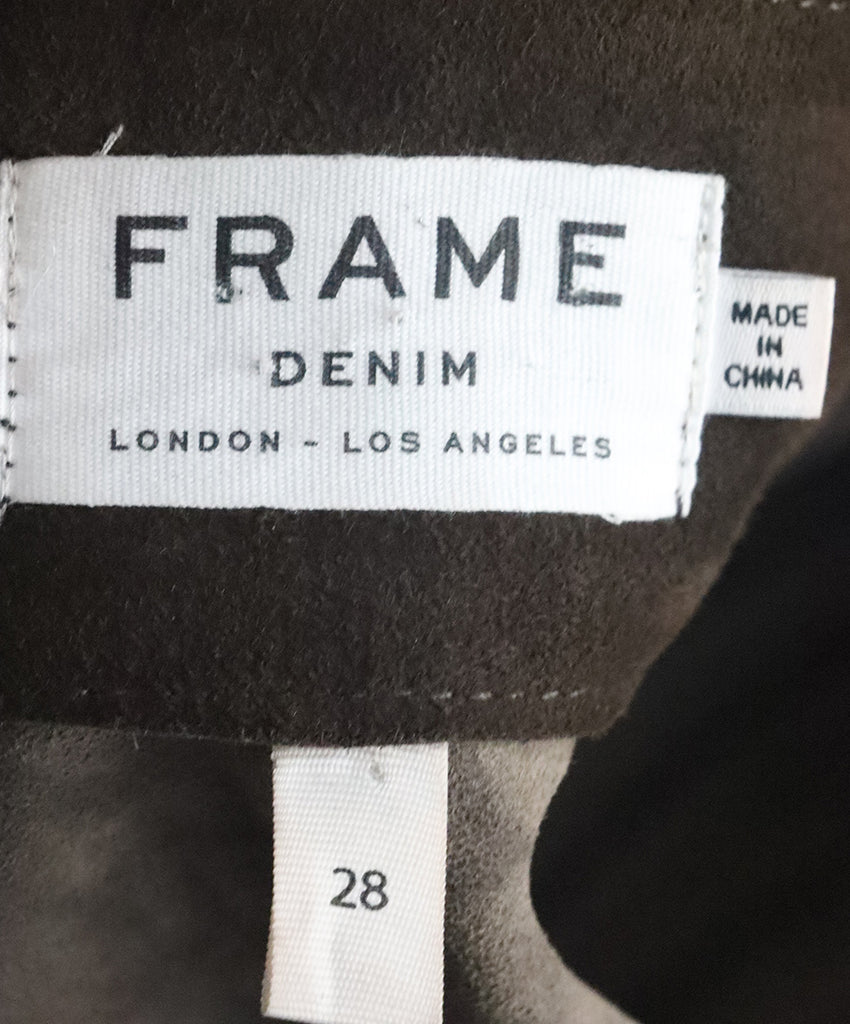 FRAME
DENIM
LONDON - LOS ANGELES
MADE
IN
CHINA
28